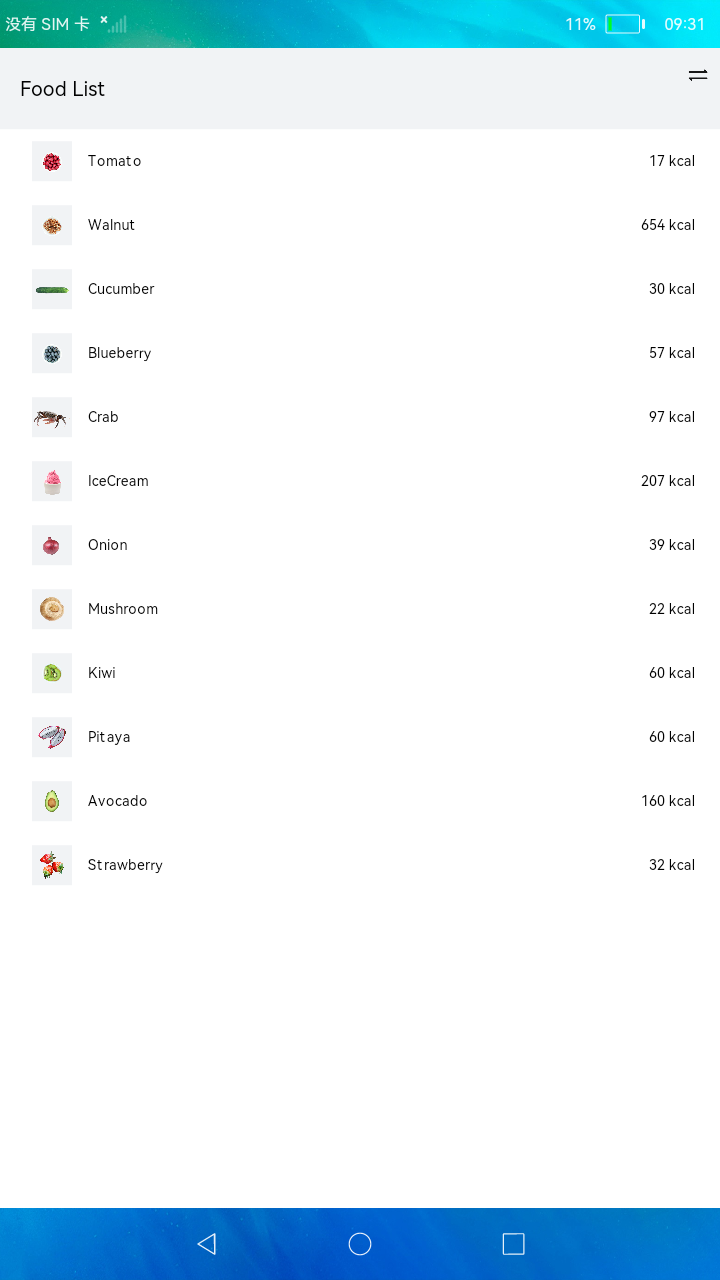 没有 SIM 卡 11% 09:31
Food List
Tomato 17 kcal
Walnut 654 kcal
Cucumber 30 kcal
Blueberry 57 kcal
Crab 97 kcal
IceCream 207 kcal
Onion 39 kcal
Mushroom 22 kcal
Kiwi 60 kcal
Pitaya 60 kcal
Avocado 160 kcal
Strawberry 32 kcal